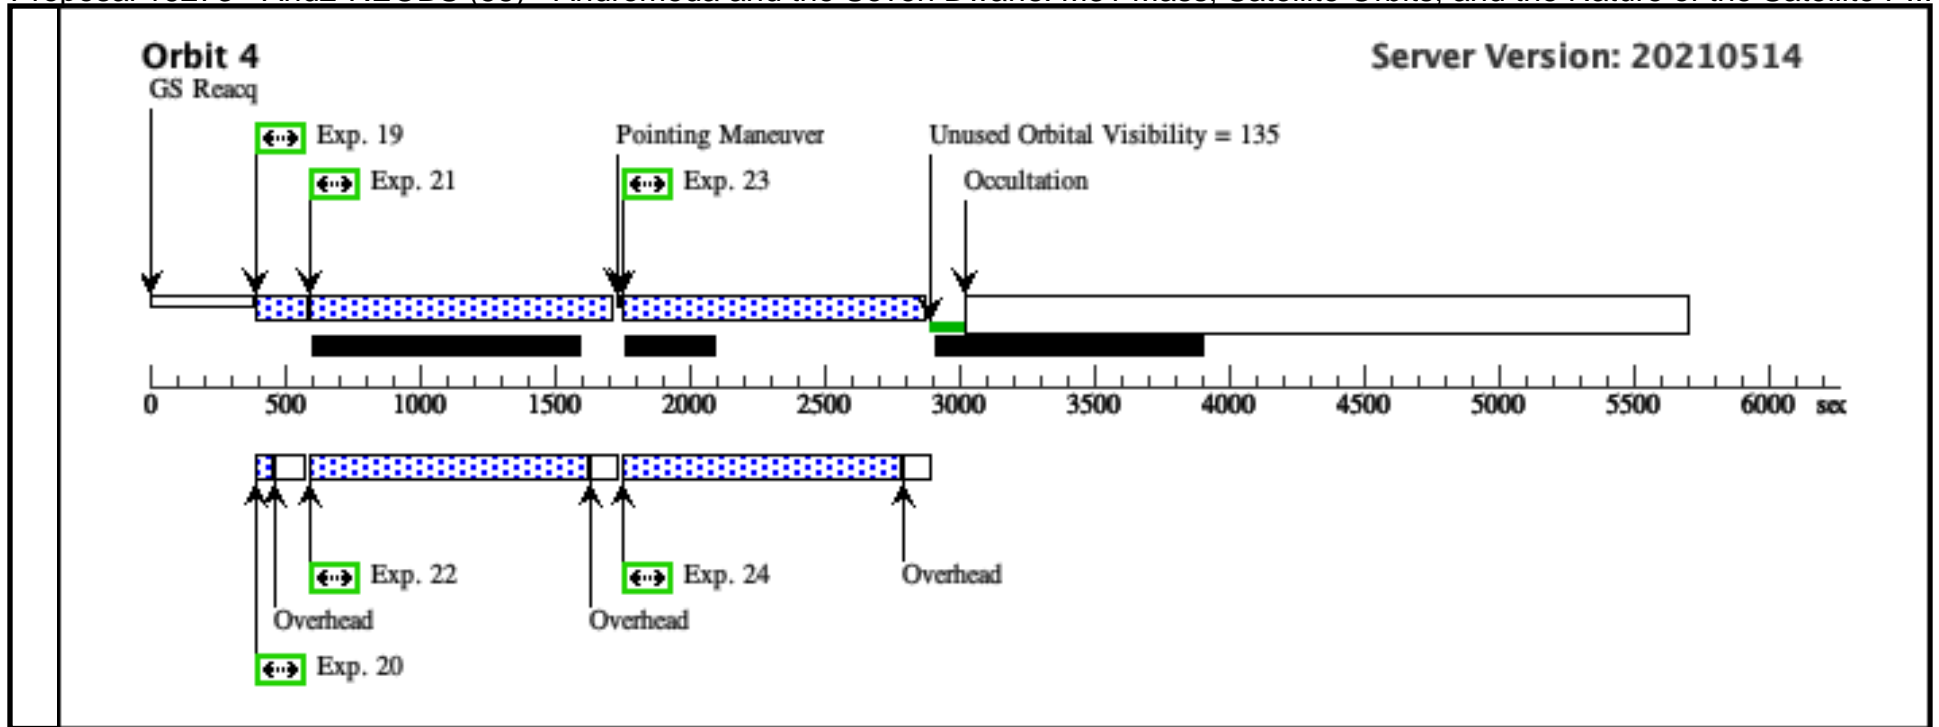 Orbit 4
Server Version: 20210514
GS Reacq
Exp. 19
Pointing Maneuver
Unused Orbital Visibility = 135
Exp. 21
Exp. 23
Occultation
0 500 1000 1500 2000 2500 3000 3500 4000 4500 5000 5500 6000 sec
Exp. 22
Exp. 24
Overhead
Overhead
Overhead
Exp. 20